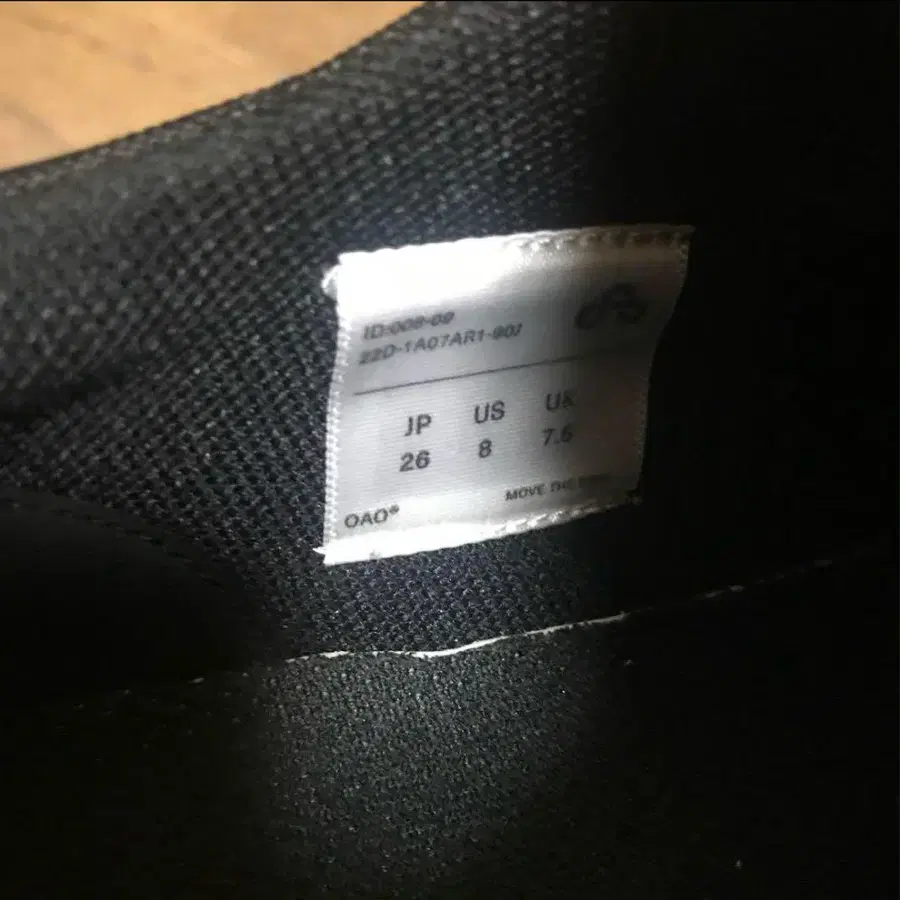 ID-008-09
22D-1A07AR1-90J
JP US UK
26 8 7.5
OAO®
MOVE THE